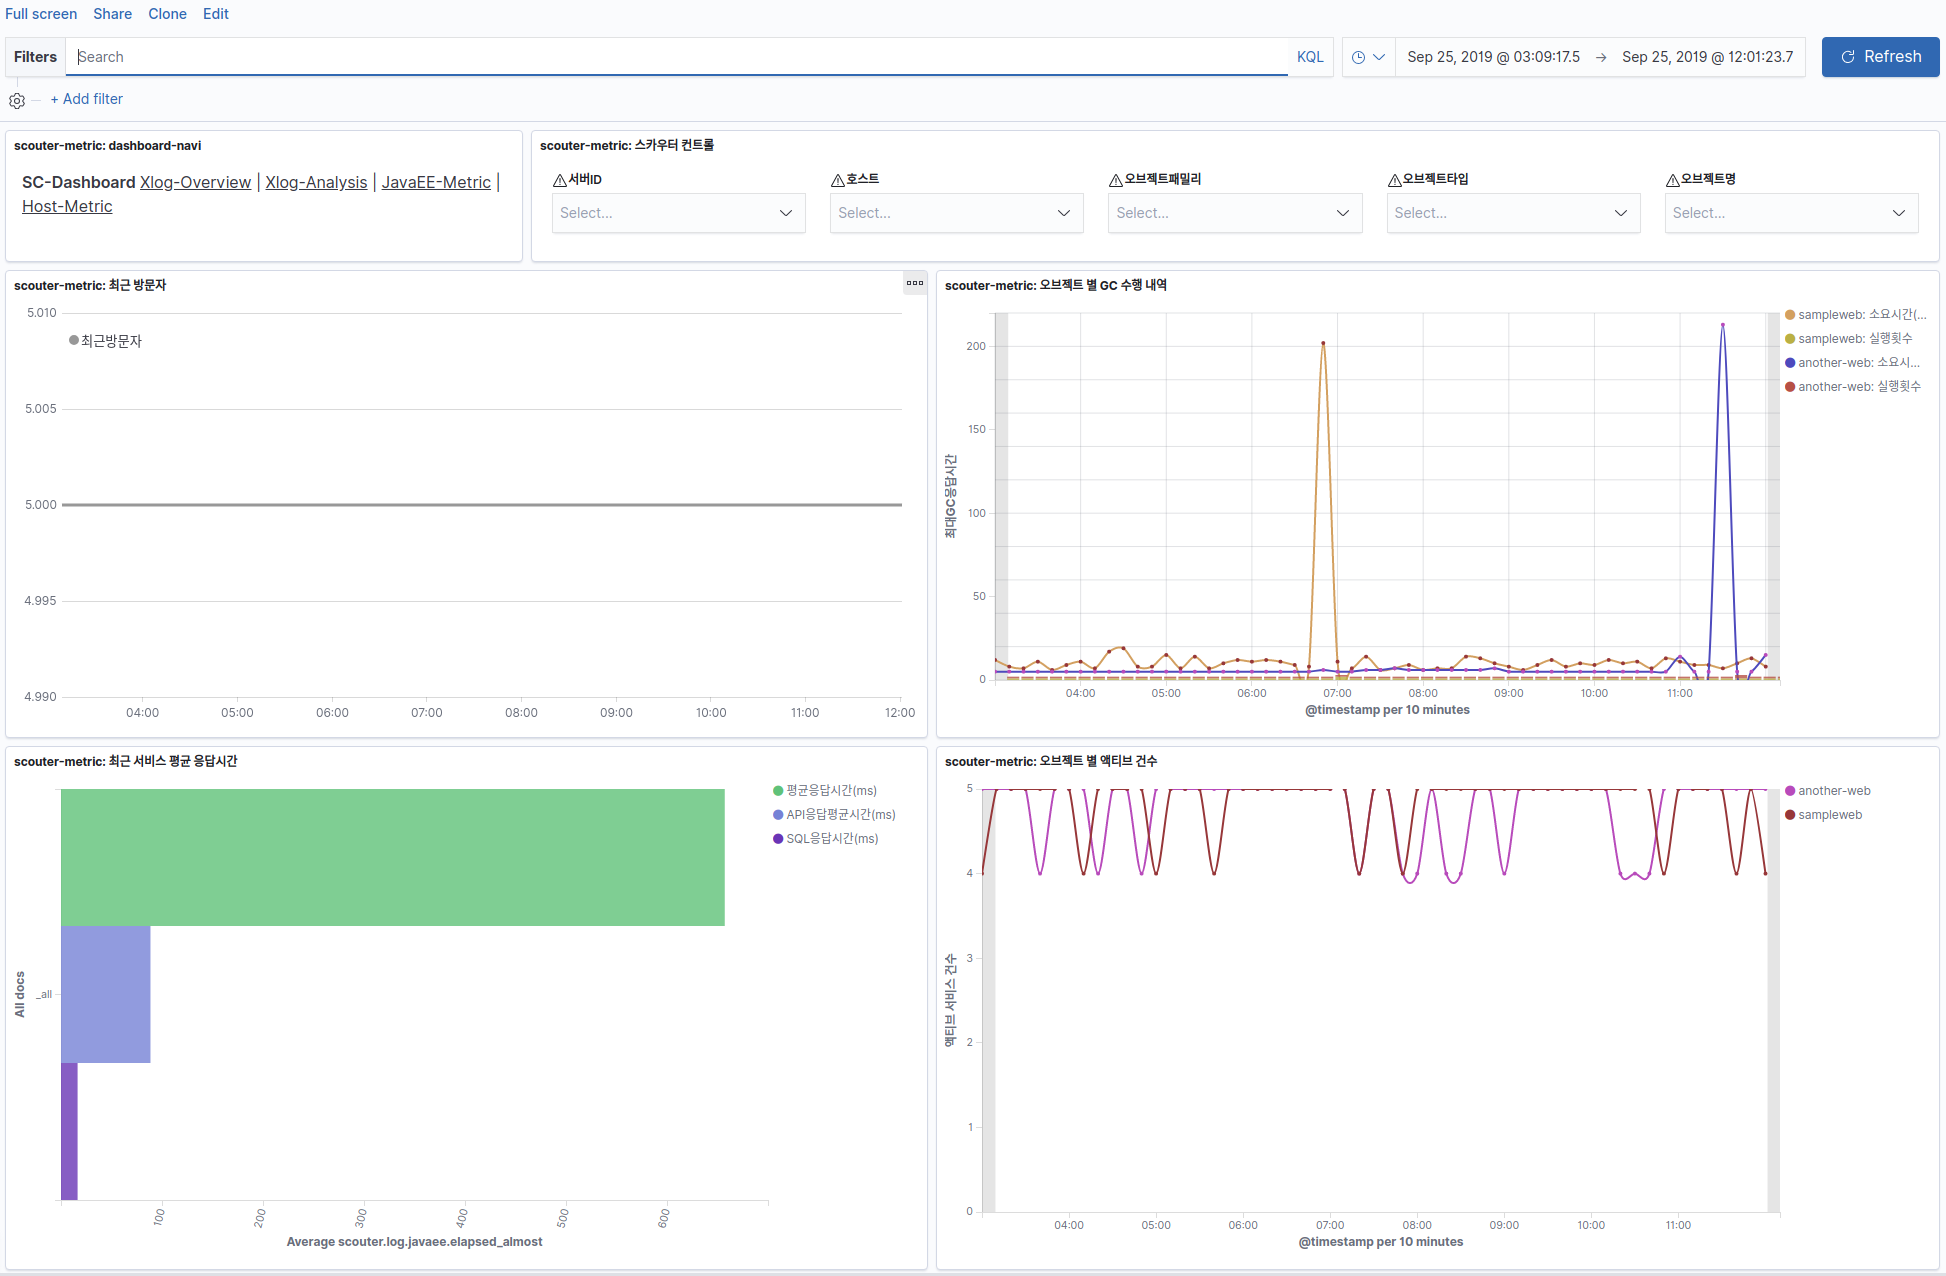 Full screen Share Clone Edit
Filters Search KQL Sep 25, 2019 @ 03:09:17.5 → Sep 25, 2019 @ 12:01:23.7 Refresh
+ Add filter
scouter-metric: dashboard-navi
SC-Dashboard Xlog-Overview | Xlog-Analysis | JavaEE-Metric |
Host-Metric
scouter-metric: 스카우터 컨트롤
서버ID 호스트 오브젝트패밀리 오브젝트타입 오브젝트명
Select... Select... Select... Select... Select...
scouter-metric: 최근 방문자
최근방문자
5.010
5.005
5.000
4.995
4.990
04:00 05:00 06:00 07:00 08:00 09:00 10:00 11:00 12:00
scouter-metric: 오브젝트 별 GC 수행 내역
sampleweb: 소요시간(...
sampleweb: 실행횟수
another-web: 소요시...
another-web: 실행횟수
최대GC응답시간
200
150
100
50
0
04:00 05:00 06:00 07:00 08:00 09:00 10:00 11:00
@timestamp per 10 minutes
scouter-metric: 최근 서비스 평균 응답시간
평균응답시간(ms)
API응답평균시간(ms)
SQL응답시간(ms)
All docs
_all
100 200 300 400 500 600
Average scouter.log.javaee.elapsed_almost
scouter-metric: 오브젝트 별 액티브 건수
another-web
sampleweb
액티브 서비스 건수
5
4
3
2
1
0
04:00 05:00 06:00 07:00 08:00 09:00 10:00 11:00
@timestamp per 10 minutes